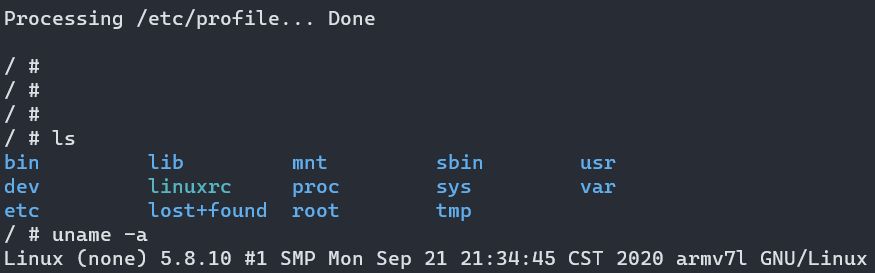 Processing /etc/profile... Done
/ #
/ #
/ #
/ # ls
bin lib mnt sbin usr
dev linuxrc proc sys var
etc lost+found root tmp
/ # uname -a
Linux (none) 5.8.10 #1 SMP Mon Sep 21 21:34:45 CST 2020 armv7l GNU/Linux